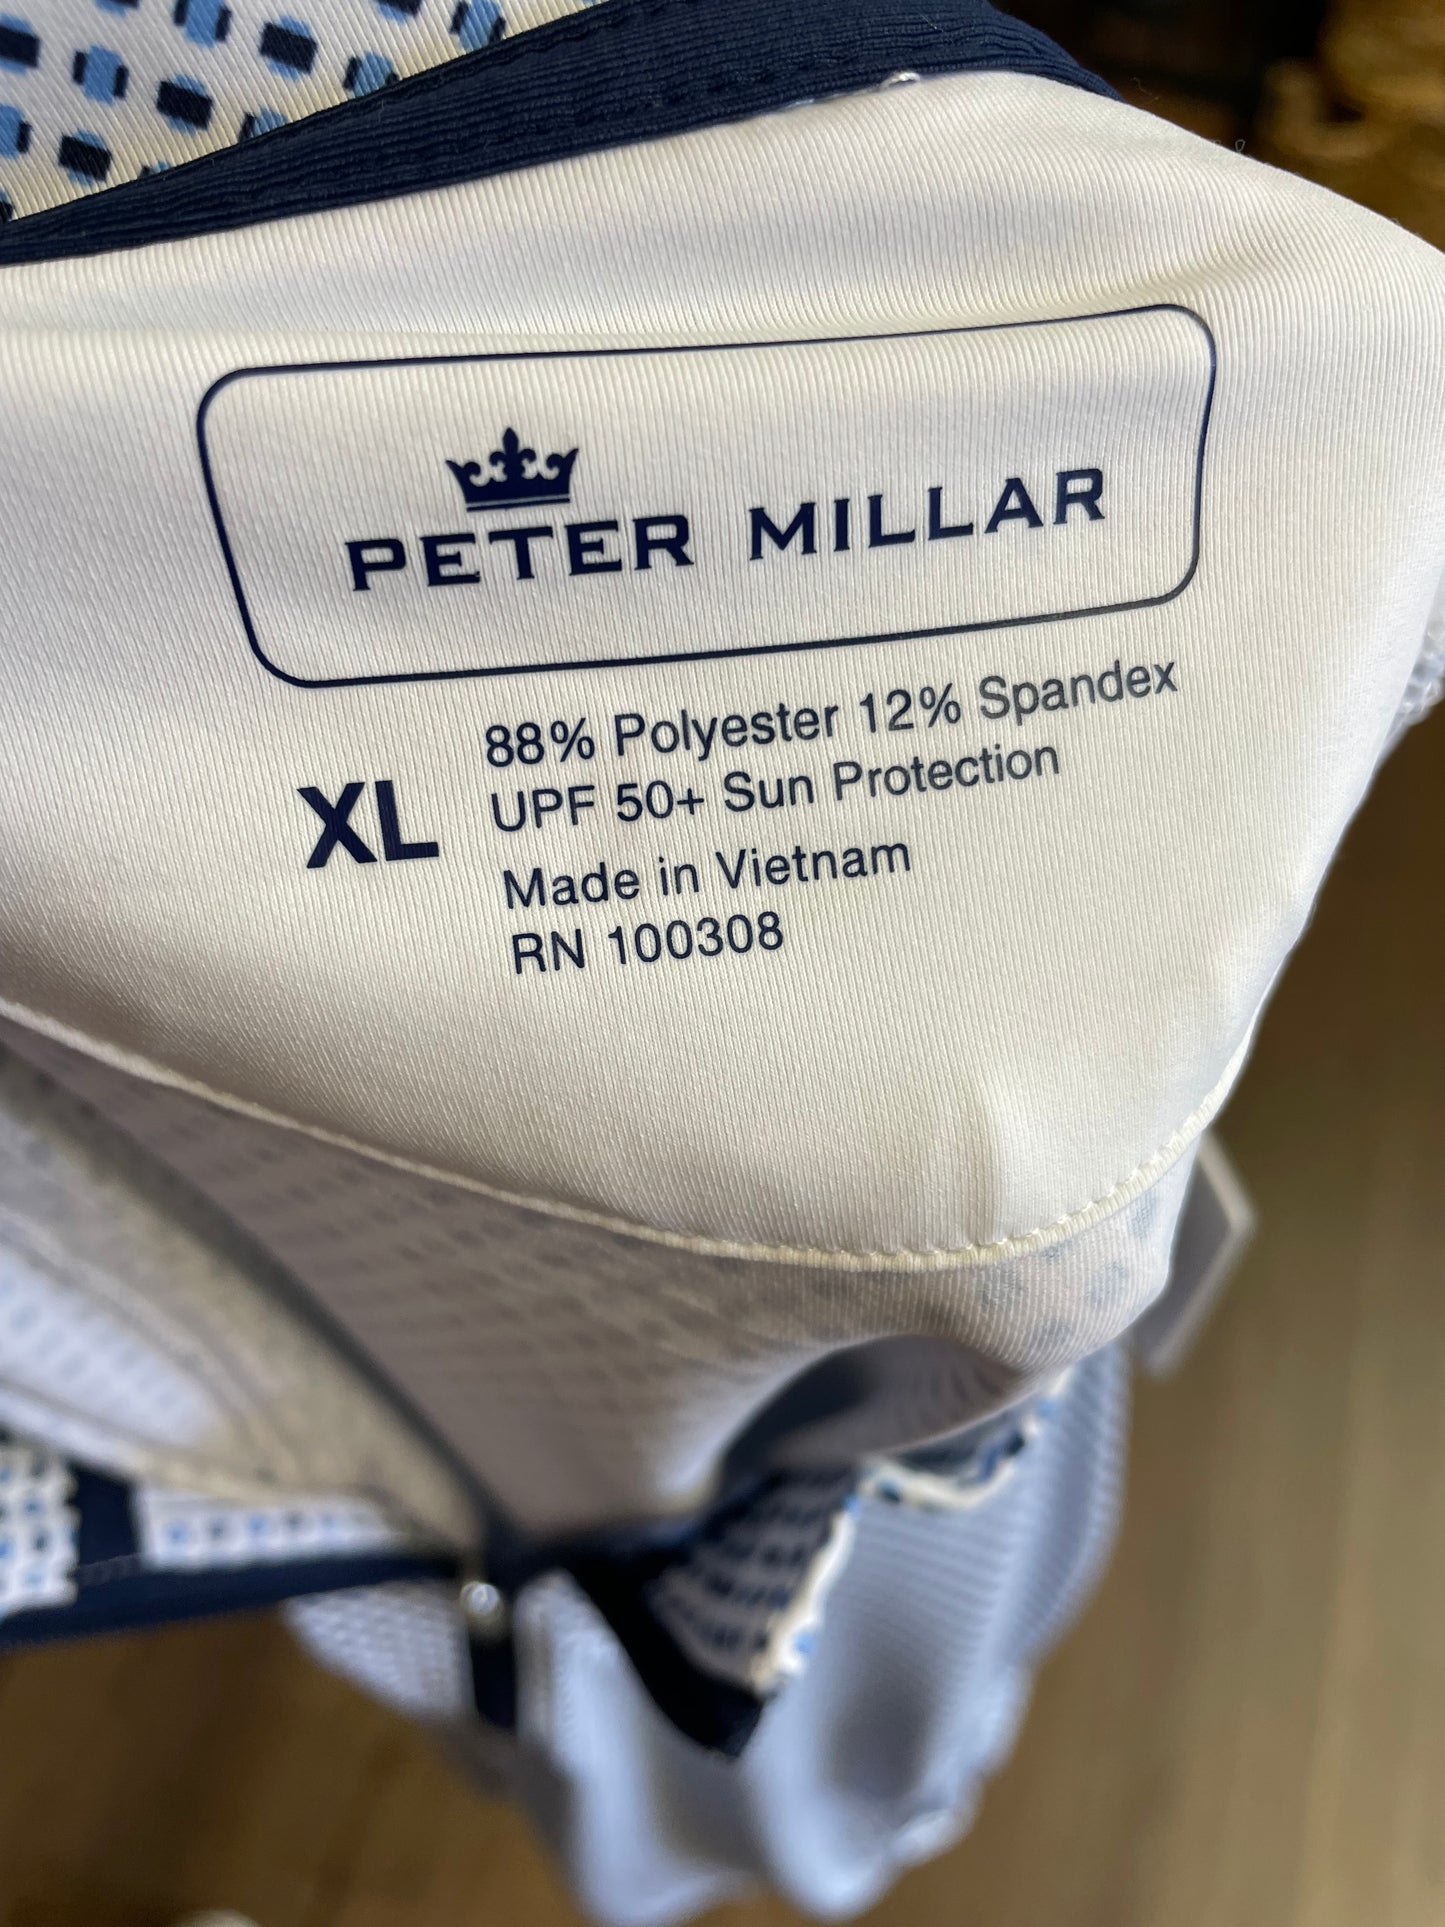 PETER MILLAR
XL
88% Polyester 12% Spandex
UPF 50+ Sun Protection
Made in Vietnam
RN 100308